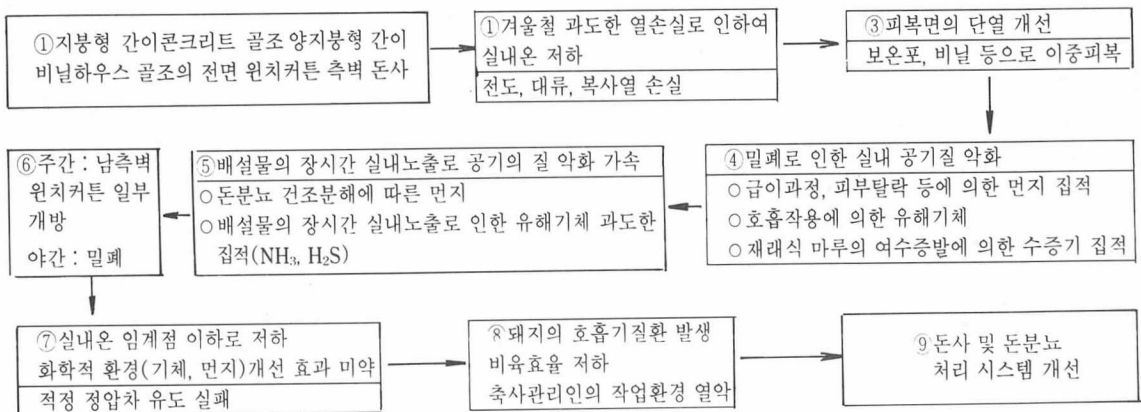 ①지붕형 간이콘크리트 골조양지붕형 간이
비닐하우스 골조의 전면 윈치커튼 측벽 돈사
①겨울철 과도한 열손실로 인하여
실내온 저하
전도, 대류, 복사열 손실
③피복면의 단열 개선
보온포, 비닐 등으로 이중피복
④밀폐로 인한 실내 공기질 악화
○급이과정, 피부탈락 등에 의한 먼지 집적
○호흡작용에 의한 유해기체
○재래식 마루의 여수증발에 의한 수증기 집적
⑤배설물의 장시간 실내노출로 공기의 질 악화 가속
○돈분뇨 건조분해에 따른 먼지
○배설물의 장시간 실내노출로 인한 유해기체 과도한
집적(NH₃, H₂S)
⑥주간 : 남측벽
윈치커튼 일부
개방
야간 : 밀폐
⑦실내온 임계점 이하로 저하
화학적 환경(기체, 먼지)개선 효과 미약
적정 정압차 유도 실패
⑧돼지의 호흡기질환 발생
비육효율 저하
축사관리인의 작업환경 열악
⑨돈사 및 돈분뇨
처리 시스템 개선